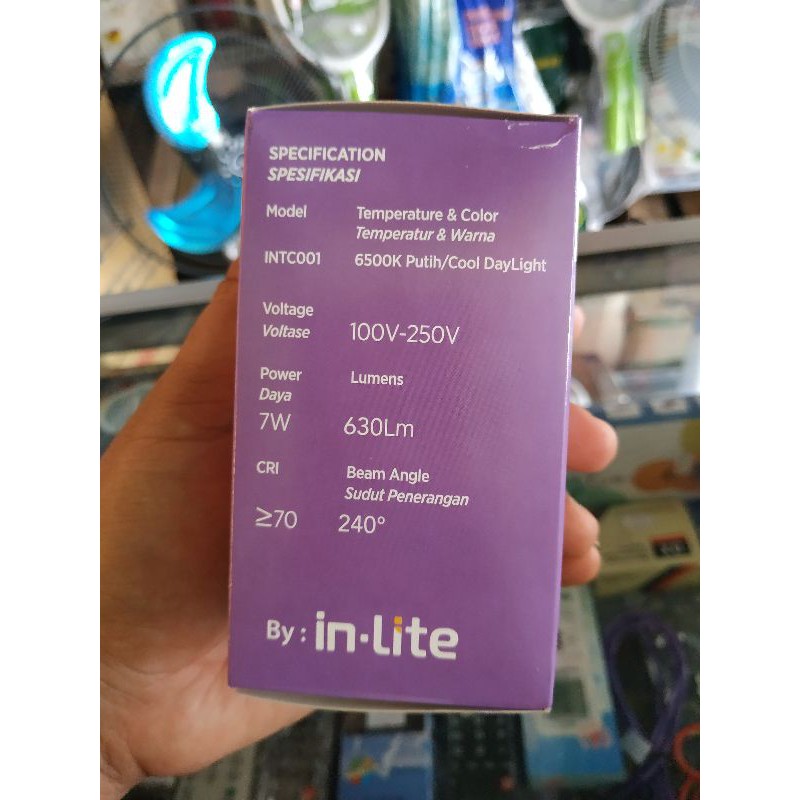 SPECIFICATION
SPESIFIKASI
Model
Temperature & Color
Temperatur & Warna
INTC001
6500K Putih/Cool DayLight
Voltage
Voltase
100V-250V
Power
Daya
Lumens
7W
630Lm
CRI
Beam Angle
Sudut Penerangan
≥70
240°
By : in·lite